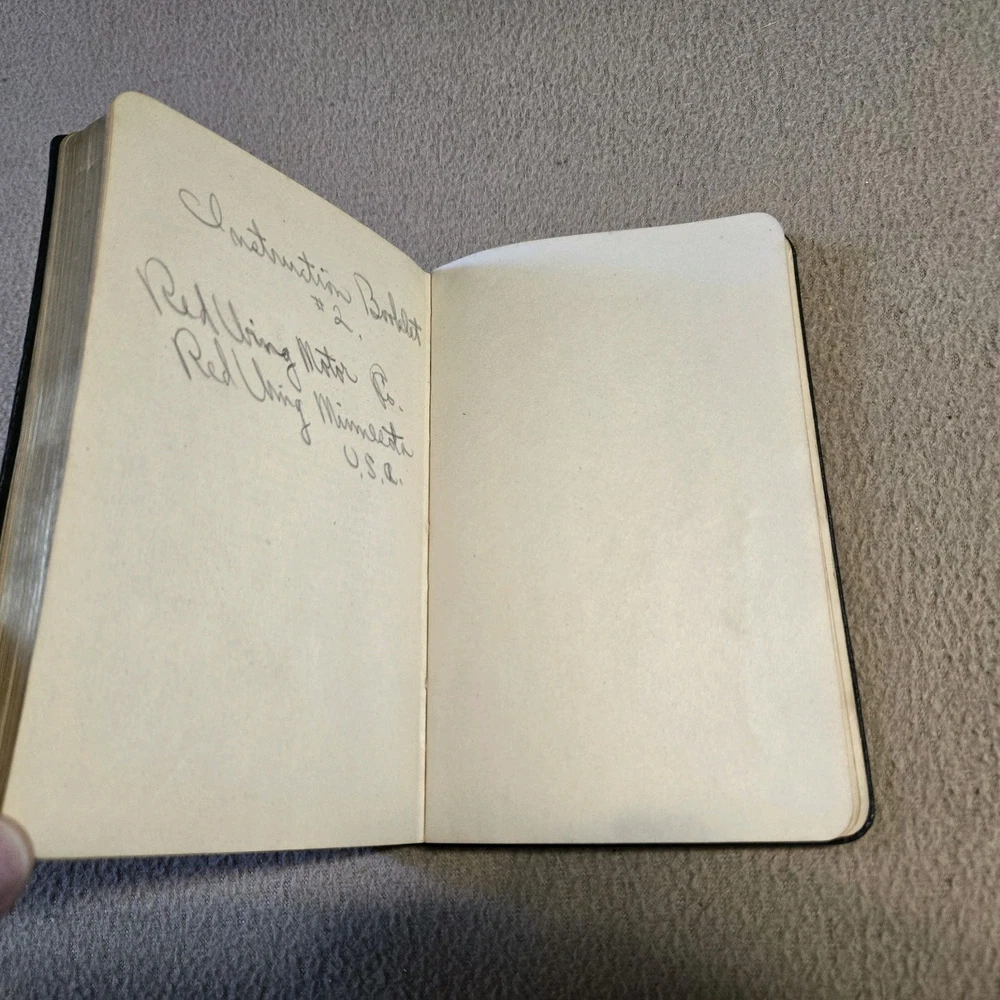 Instruction Booklet
# 2.
Red Wing Motor Co.
Red Wing Minnesota
U.S.A.